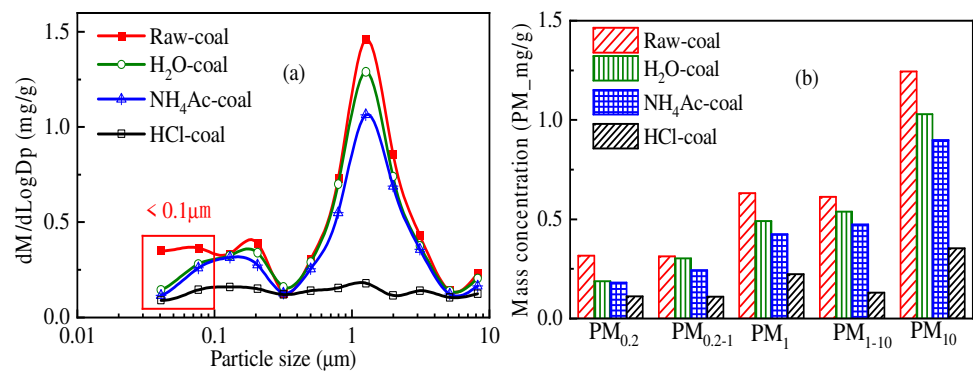 1.5
1.0
0.5
0.0
dM/dLogDp (mg/g)
Raw-coal
H₂O-coal
NH₄Ac-coal
HCl-coal
(a)
< 0.1μm
0.01
0.1
1
10
Particle size (μm)
1.5
1.0
0.5
0.0
Mass concentration (PM_mg/g)
Raw-coal
H₂O-coal
NH₄Ac-coal
HCl-coal
(b)
PM0.2
PM0.2-1
PM1
PM1-10
PM10